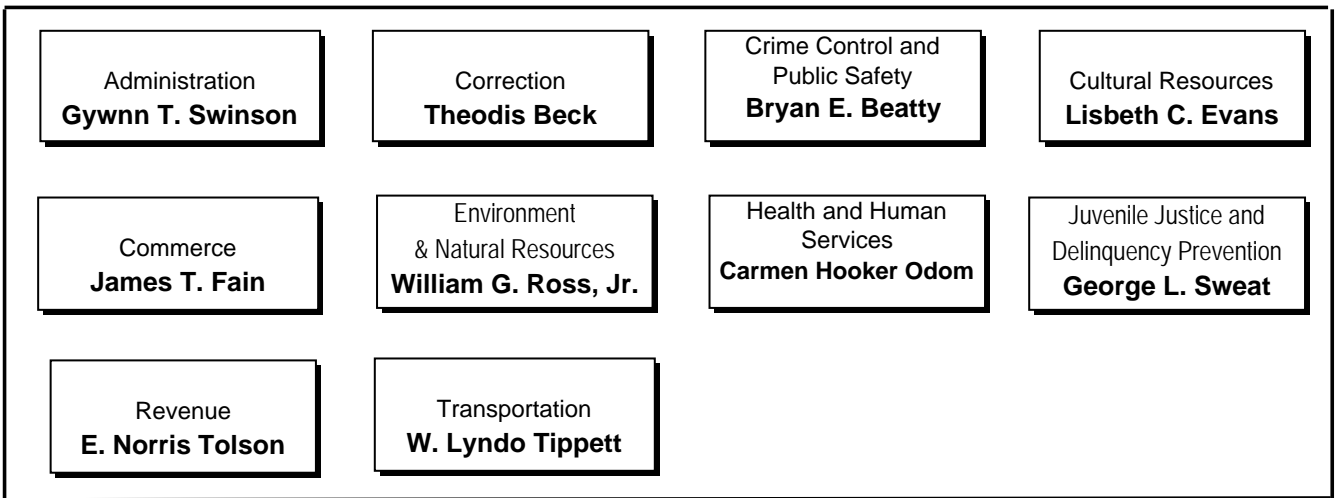 Administration
Gywnn T. Swinson
Correction
Theodis Beck
Crime Control and
Public Safety
Bryan E. Beatty
Cultural Resources
Lisbeth C. Evans
Commerce
James T. Fain
Environment
& Natural Resources
William G. Ross, Jr.
Health and Human
Services
Carmen Hooker Odom
Juvenile Justice and
Delinquency Prevention
George L. Sweat
Revenue
E. Norris Tolson
Transportation
W. Lyndo Tippett